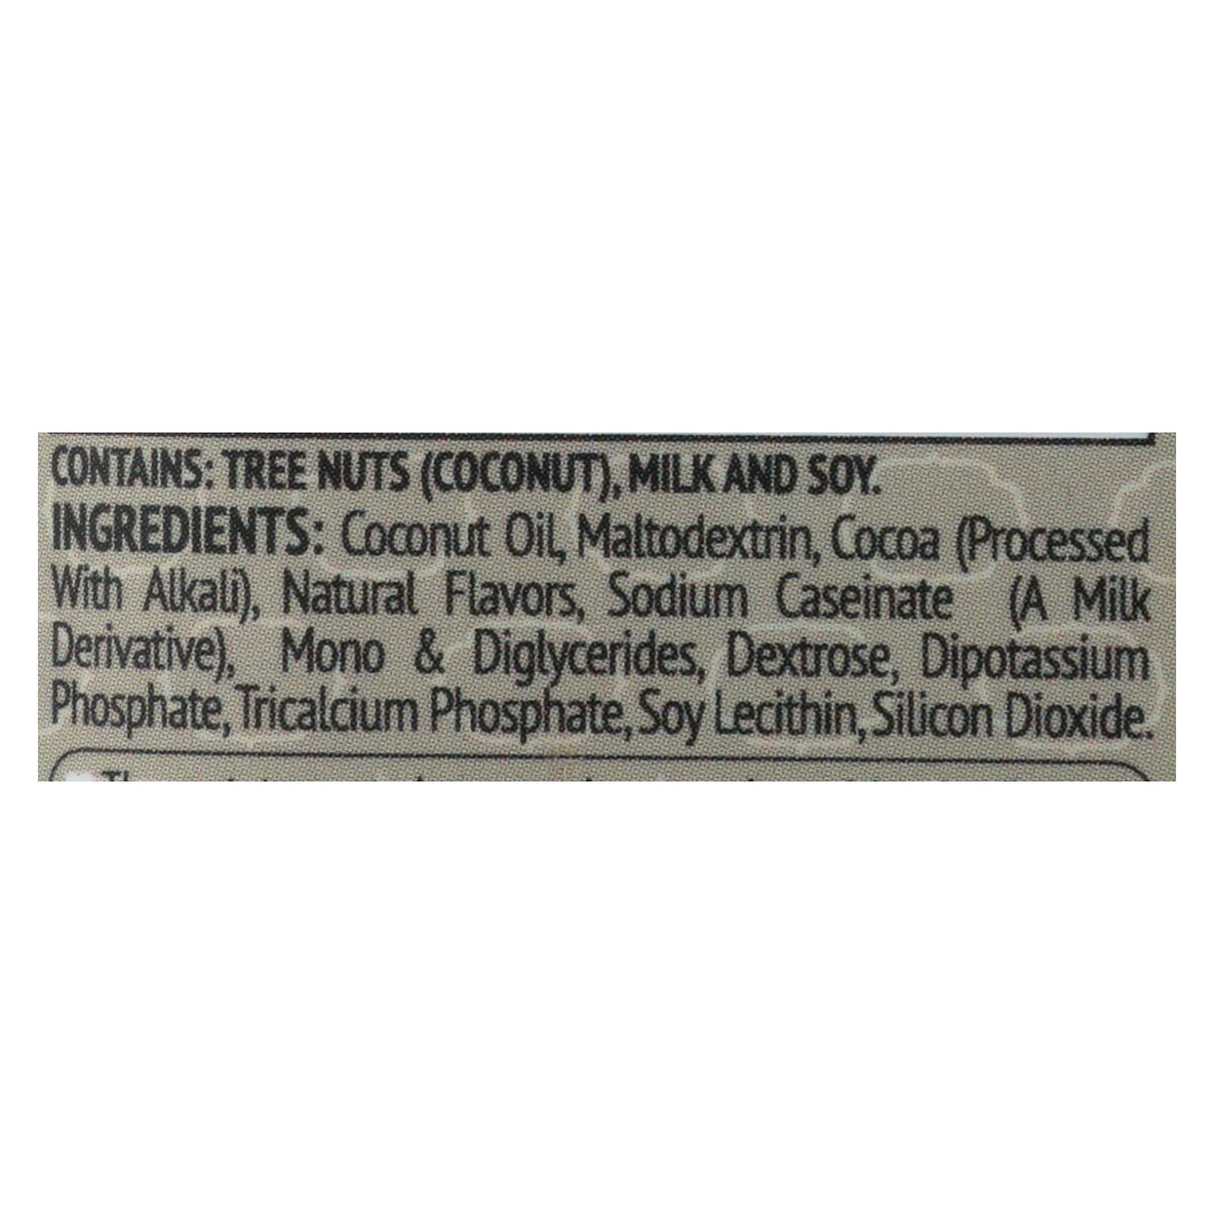 CONTAINS: TREE NUTS (COCONUT), MILK AND SOY.
INGREDIENTS: Coconut Oil, Maltodextrin, Cocoa (Processed
With Alkali), Natural Flavors, Sodium Caseinate (A Milk
Derivative), Mono & Diglycerides, Dextrose, Dipotassium
Phosphate, Tricalcium Phosphate, Soy Lecithin, Silicon Dioxide.